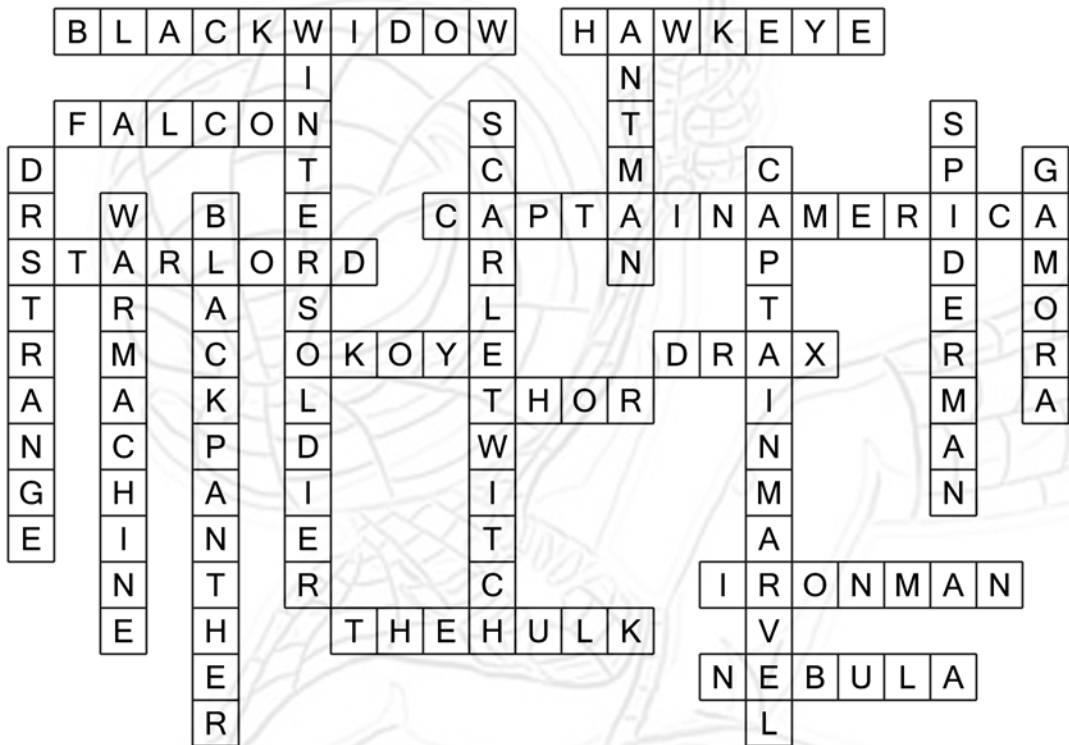 BLACKWIDOW
HAWKEYE
WINTERSOLDIER
ANTMAN
FALCON
SCARLETWITCH
SPIDERMAN
DRSTRANGE
CAPTAINMARVEL
GAMORA
WARMACHINE
BLACKPANTHER
CAPTAINAMERICA
STARLORD
OKOYE
DRAX
THOR
IRONMAN
THEHULK
NEBULA